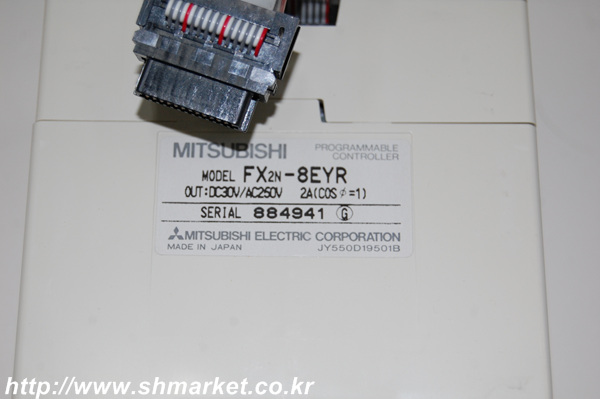 MITSUBISHI PROGRAMMABLE CONTROLLER
MODEL FX2N-8EYR
OUT:DC30V/AC250V 2A(COSφ=1)
SERIAL 884941 G
MITSUBISHI ELECTRIC CORPORATION
MADE IN JAPAN JY550D19501B
http://www.shmarket.co.kr